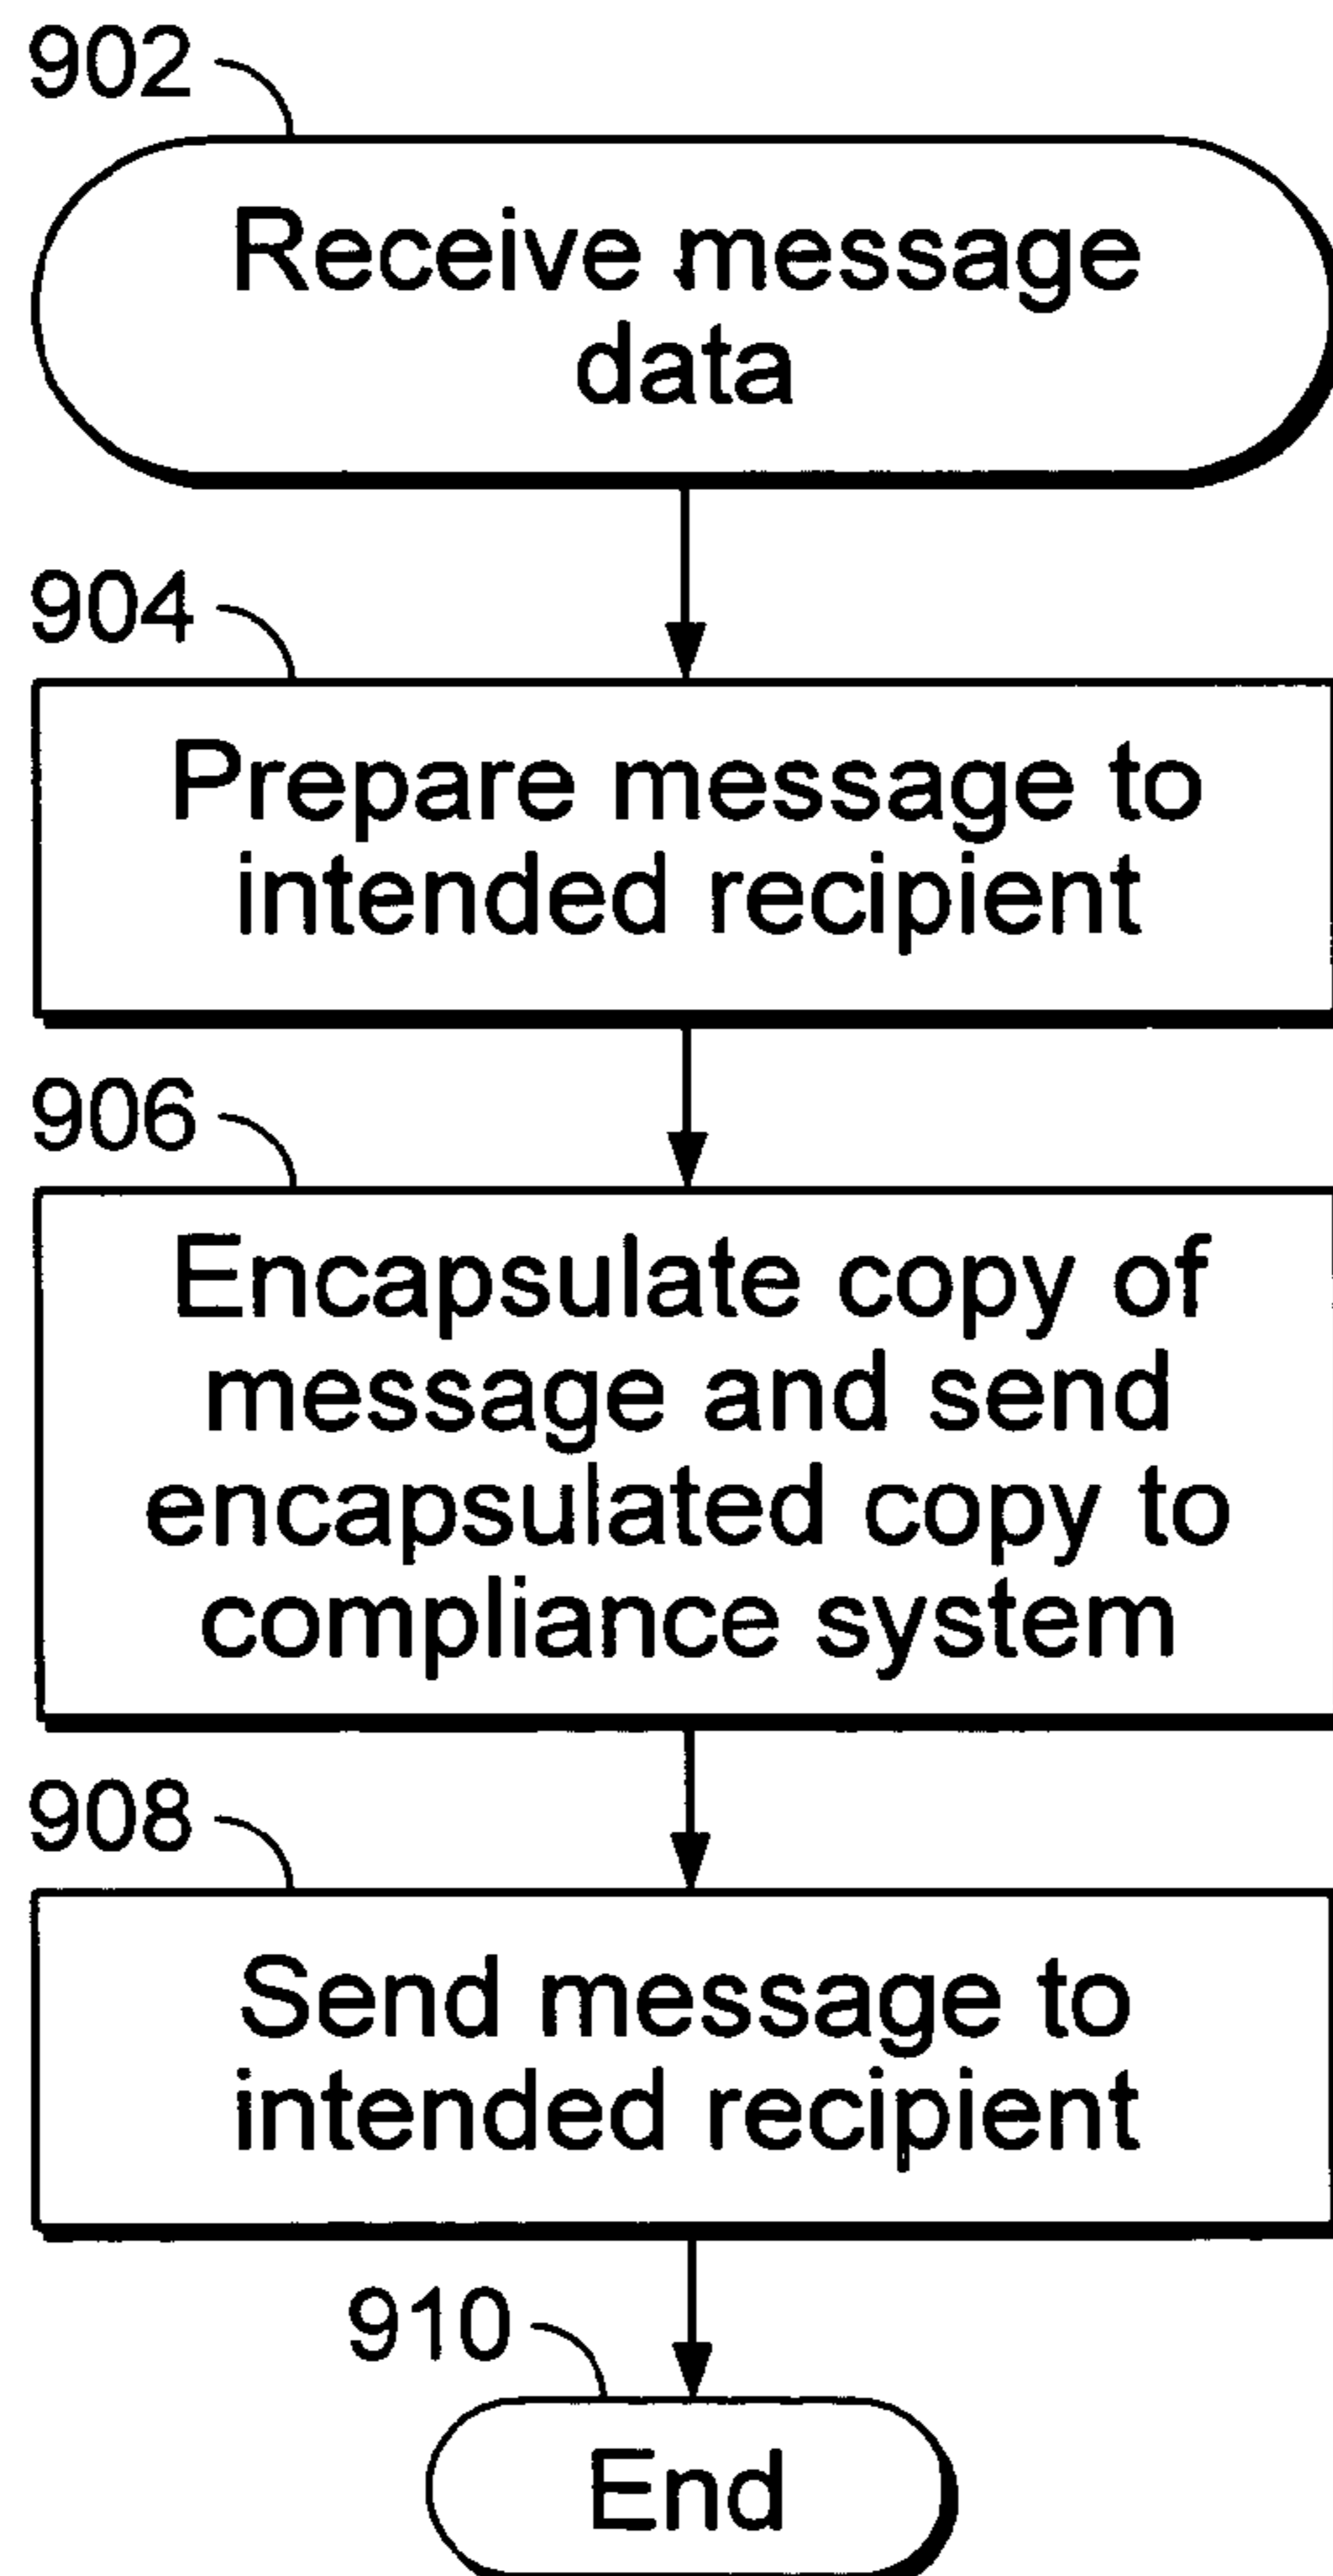 902
Receive message
data
904
Prepare message to
intended recipient
906
Encapsulate copy of
message and send
encapsulated copy to
compliance system
908
Send message to
intended recipient
910
End